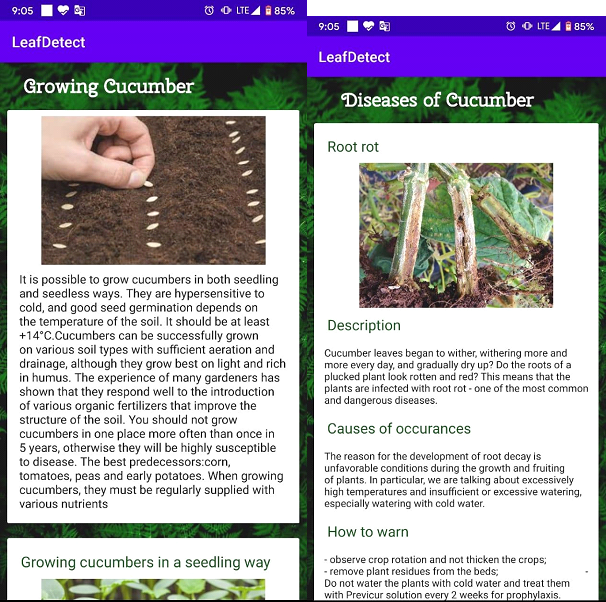 9:05
LTE 85%
LeafDetect
Growing Cucumber
It is possible to grow cucumbers in both seedling
and seedless ways. They are hypersensitive to
cold, and good seed germination depends on
the temperature of the soil. It should be at least
+14°C.Cucumbers can be successfully grown
on various soil types with sufficient aeration and
drainage, although they grow best on light and rich
in humus. The experience of many gardeners has
shown that they respond well to the introduction
of various organic fertilizers that improve the
structure of the soil. You should not grow
cucumbers in one place more often than once in
5 years, otherwise they will be highly susceptible
to disease. The best predecessors:corn,
tomatoes, peas and early potatoes. When growing
cucumbers, they must be regularly supplied with
various nutrients
Growing cucumbers in a seedling way
9:05
LTE 85%
LeafDetect
Diseases of Cucumber
Root rot
Description
Cucumber leaves began to wither, withering more and
more every day, and gradually dry up? Do the roots of a
plucked plant look rotten and red? This means that the
plants are infected with root rot - one of the most common
and dangerous diseases.
Causes of occurances
The reason for the development of root decay is
unfavorable conditions during the growth and fruiting
of plants. In particular, we are talking about excessively
high temperatures and insufficient or excessive watering,
especially watering with cold water.
How to warn
- observe crop rotation and not thicken the crops;
- remove plant residues from the beds; -
Do not water the plants with cold water and treat them
with Previcur solution every 2 weeks for prophylaxis.